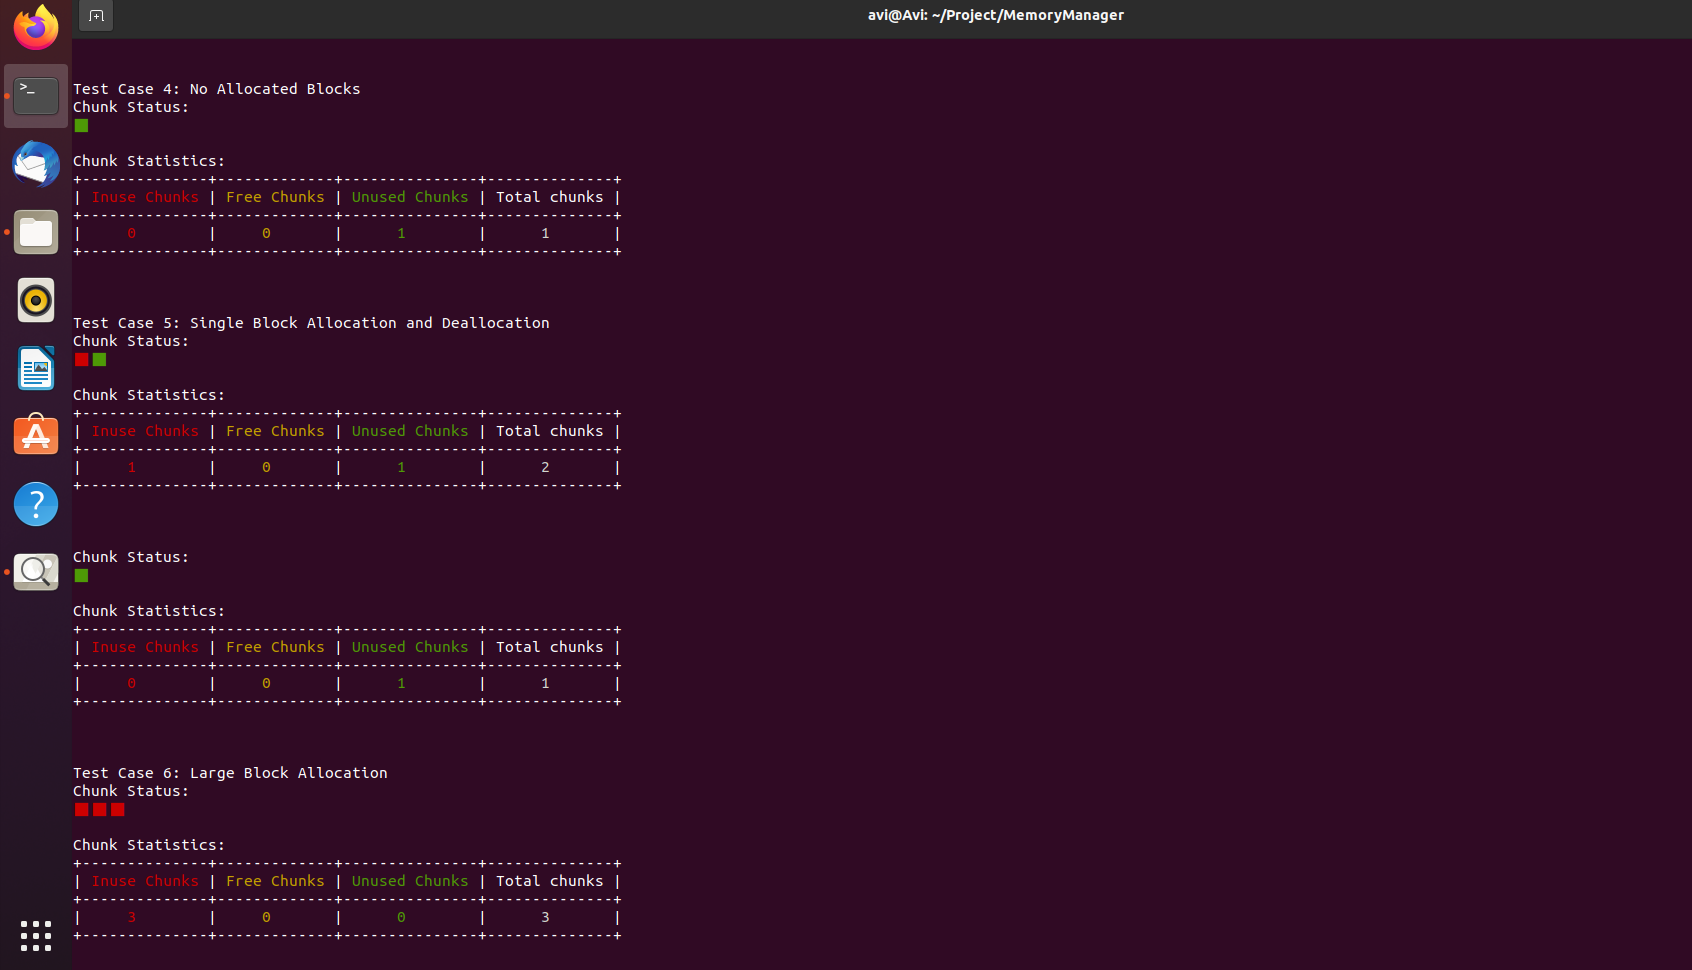 avi@Avi: ~/Project/MemoryManager
Test Case 4: No Allocated Blocks
Chunk Status:
Chunk Statistics:
+--------------+-------------+---------------+--------------+
| Inuse Chunks | Free Chunks | Unused Chunks | Total chunks |
+--------------+-------------+---------------+--------------+
|     0        |     0       |      1        |      1       |
+--------------+-------------+---------------+--------------+
Test Case 5: Single Block Allocation and Deallocation
Chunk Status:
Chunk Statistics:
+--------------+-------------+---------------+--------------+
| Inuse Chunks | Free Chunks | Unused Chunks | Total chunks |
+--------------+-------------+---------------+--------------+
|     1        |     0       |      1        |      2       |
+--------------+-------------+---------------+--------------+
Chunk Status:
Chunk Statistics:
+--------------+-------------+---------------+--------------+
| Inuse Chunks | Free Chunks | Unused Chunks | Total chunks |
+--------------+-------------+---------------+--------------+
|     0        |     0       |      1        |      1       |
+--------------+-------------+---------------+--------------+
Test Case 6: Large Block Allocation
Chunk Status:
Chunk Statistics:
+--------------+-------------+---------------+--------------+
| Inuse Chunks | Free Chunks | Unused Chunks | Total chunks |
+--------------+-------------+---------------+--------------+
|     3        |     0       |      0        |      3       |
+--------------+-------------+---------------+--------------+